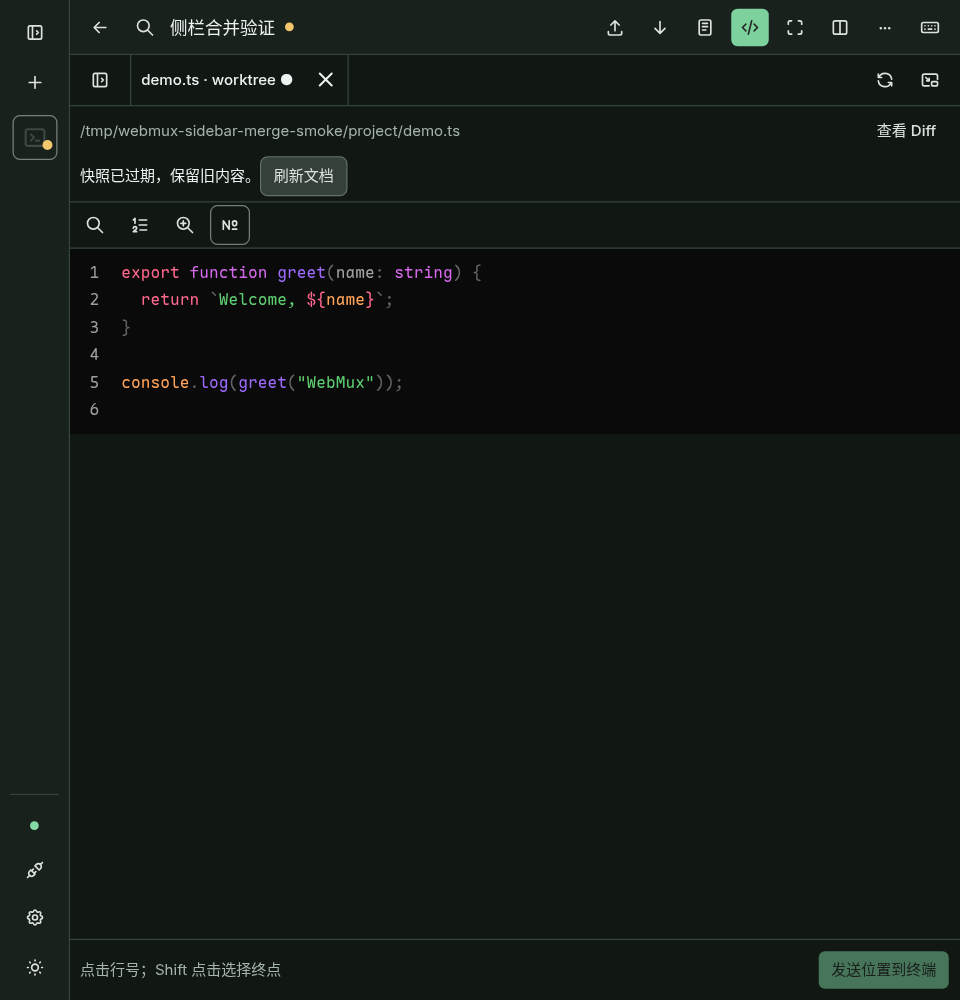 侧栏合并验证
demo.ts · worktree
/tmp/webmux-sidebar-merge-smoke/project/demo.ts
查看 Diff
快照已过期，保留旧内容。 刷新文档
Nº
1 export function greet(name: string) {
2   return `Welcome, ${name}`;
3 }
4
5 console.log(greet("WebMux"));
6
点击行号；Shift 点击选择终点
发送位置到终端